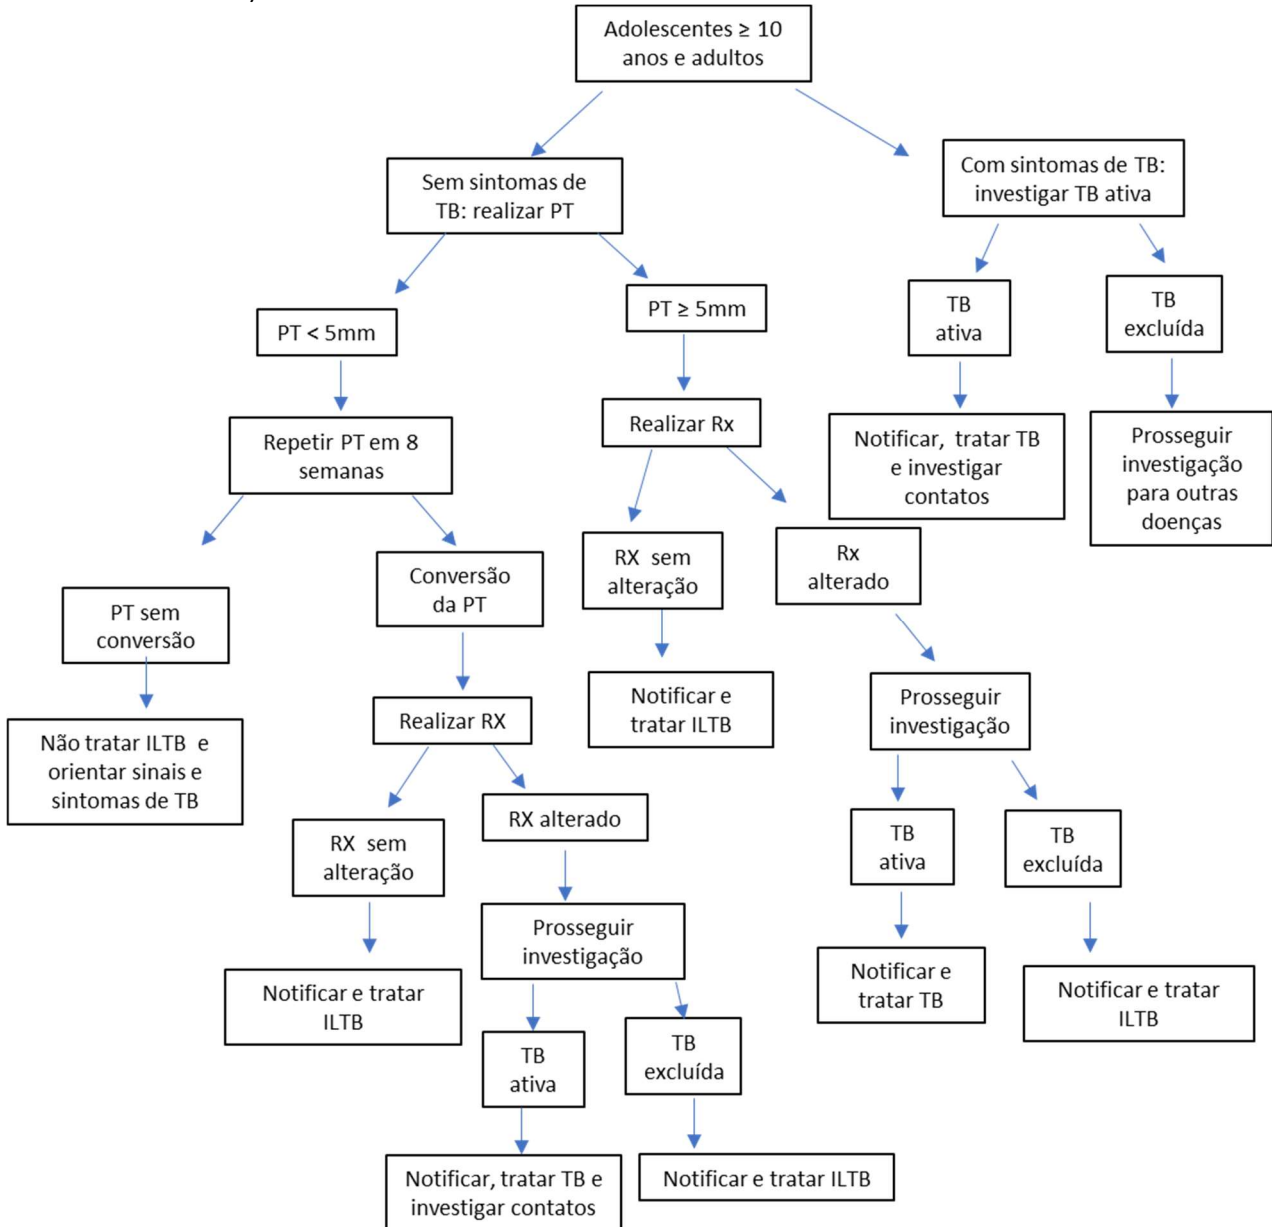 Adolescentes ≥ 10
anos e adultos
Sem sintomas de
TB: realizar PT
Com sintomas de TB:
investigar TB ativa
PT < 5mm
PT ≥ 5mm
TB
ativa
TB
excluída
Repetir PT em 8
semanas
Realizar Rx
Notificar, tratar TB
e investigar
contatos
Prosseguir
investigação
para outras
doenças
PT sem
conversão
Conversão
da PT
RX sem
alteração
Rx
alterado
Não tratar ILTB e
orientar sinais e
sintomas de TB
Realizar RX
Notificar e
tratar ILTB
Prosseguir
investigação
RX sem
alteração
RX alterado
TB
ativa
TB
excluída
Notificar e tratar
ILTB
Prosseguir
investigação
Notificar e
tratar TB
Notificar e tratar
ILTB
TB
ativa
TB
excluída
Notificar, tratar TB e
investigar contatos
Notificar e tratar ILTB